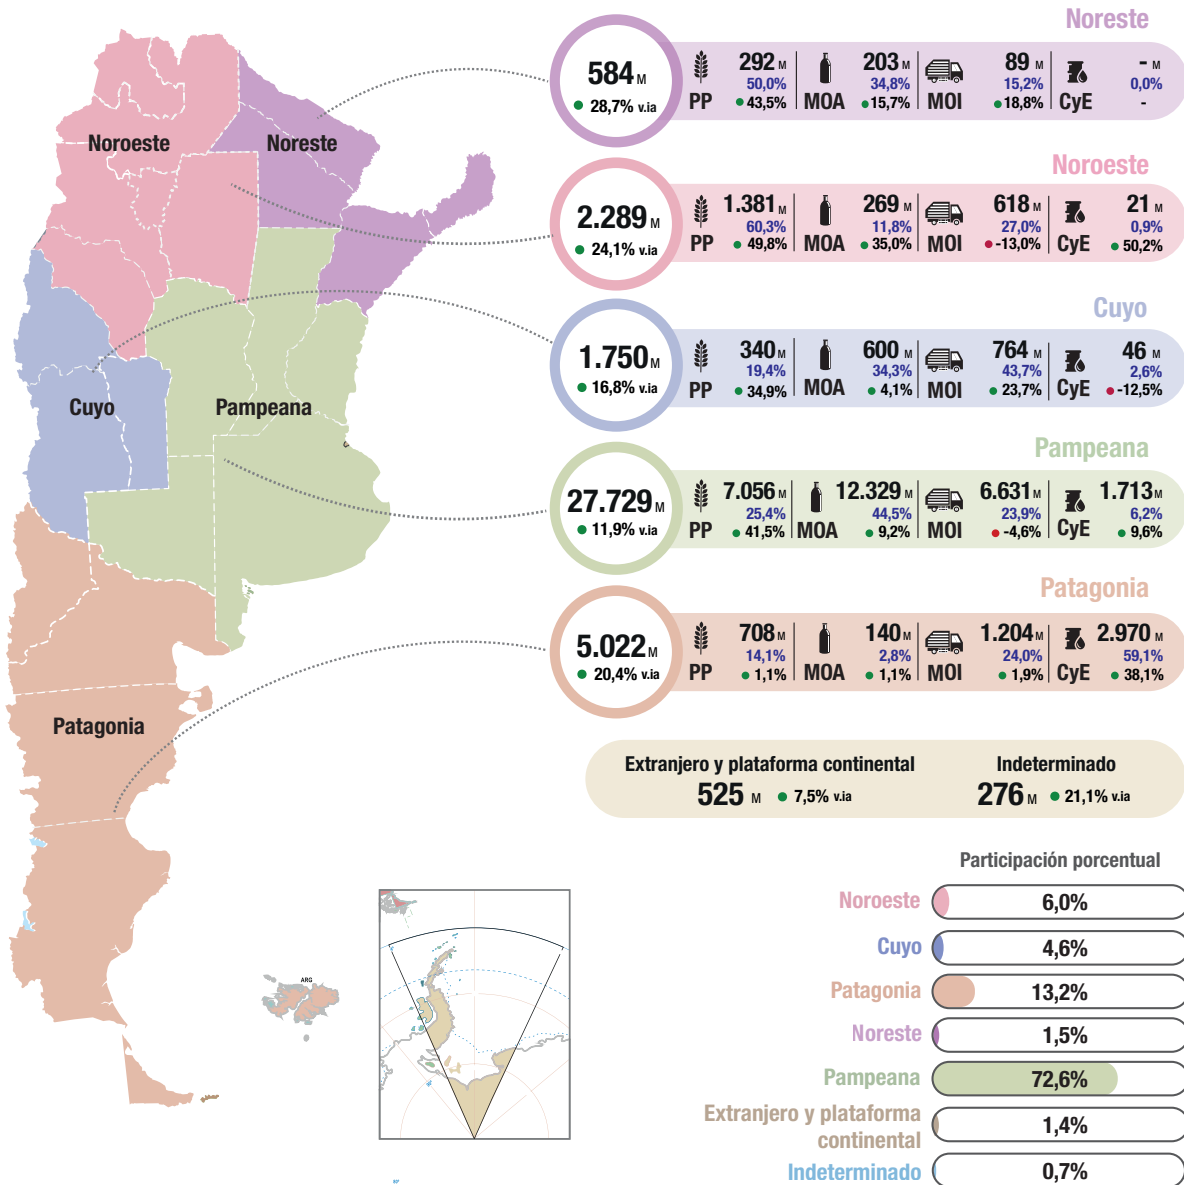 Noreste
584 M
28,7% v.ia
292 M
50,0%
PP 43,5%
203 M
34,8%
MOA 15,7%
89 M
15,2%
MOI 18,8%
- M
0,0%
CyE -
Noroeste
2.289 M
24,1% v.ia
1.381 M
60,3%
PP 49,8%
269 M
11,8%
MOA 35,0%
618 M
27,0%
MOI -13,0%
21 M
0,9%
CyE 50,2%
Cuyo
1.750 M
16,8% v.ia
340 M
19,4%
PP 34,9%
600 M
34,3%
MOA 4,1%
764 M
43,7%
MOI 23,7%
46 M
2,6%
CyE -12,5%
Pampeana
27.729 M
11,9% v.ia
7.056 M
25,4%
PP 41,5%
12.329 M
44,5%
MOA 9,2%
6.631 M
23,9%
MOI -4,6%
1.713 M
6,2%
CyE 9,6%
Patagonia
5.022 M
20,4% v.ia
708 M
14,1%
PP 1,1%
140 M
2,8%
MOA 1,1%
1.204 M
24,0%
MOI 1,9%
2.970 M
59,1%
CyE 38,1%
Noroeste
Noreste
Cuyo
Pampeana
Patagonia
ARG
Extranjero y plataforma continental
525 M 7,5% v.ia
Indeterminado
276 M 21,1% v.ia
Participación porcentual
Noroeste 6,0%
Cuyo 4,6%
Patagonia 13,2%
Noreste 1,5%
Pampeana 72,6%
Extranjero y plataforma
continental 1,4%
Indeterminado 0,7%